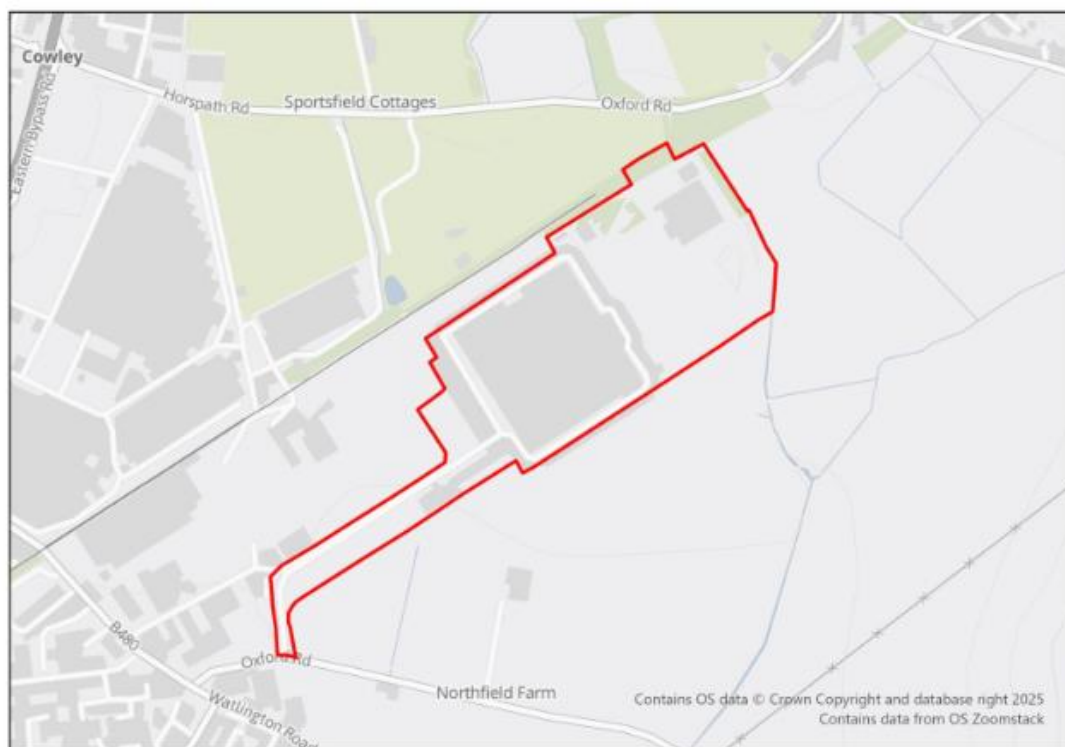 Cowley
Eastern Bypass Rd
Horspath Rd
Sportsfield Cottages
Oxford Rd
B480
Oxford Rd
Watlington Road
Northfield Farm
Contains OS data © Crown Copyright and database right 2025
Contains data from OS Zoomstack